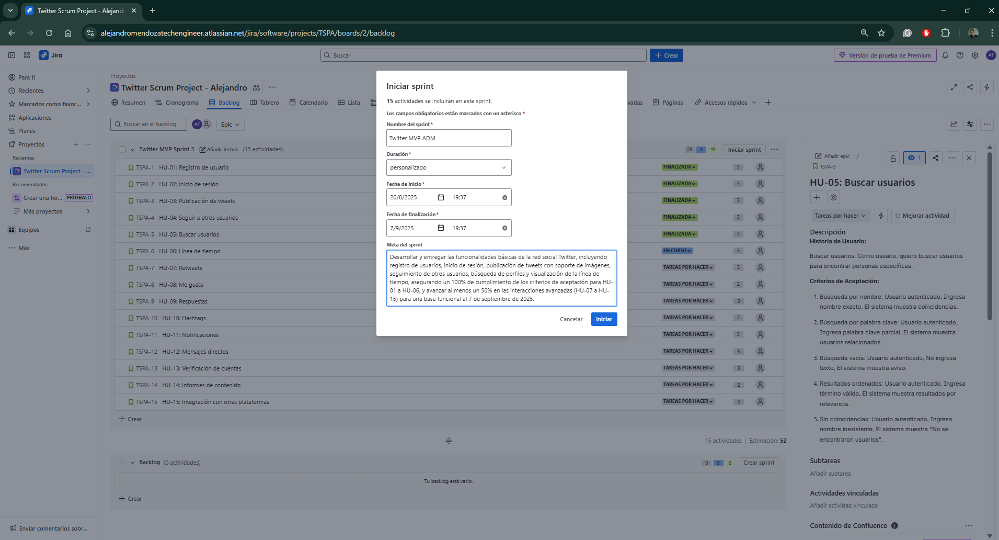 Twitter Scrum Project - Alejandr
alejandromendozatechengineer.atlassian.net/jira/software/projects/TSPA/boards/2/backlog
Jira
Buscar
Crear
Versión de prueba de Premium
AT
Para ti
Recientes
Marcados como favor...
Aplicaciones
Planes
Proyectos
Recientes
Twitter Scrum Project - ...
Recomendados
Crear una ho... PRUÉBALO
Más proyectos
Equipos
Más
Enviar comentarios sobr...
Proyectos
Twitter Scrum Project - Alejandro
Resumen Cronograma Backlog Tablero Calendario Lista
vadas Páginas Accesos rápidos
Buscar en el backlog
AT
Epic
Twitter MVP Sprint 3 Añadir fechas (15 actividades)
28 5 19 Iniciar sprint
TSPA-1 HU-01: Registro de usuario FINALIZADA 5
TSPA-2 HU-02: Inicio de sesión FINALIZADA 3
TSPA-3 HU-03: Publicación de tweets FINALIZADA 5
TSPA-4 HU-04: Seguir a otros usuarios FINALIZADA 3
TSPA-5 HU-05: Buscar usuarios FINALIZADA 3
TSPA-6 HU-06: Línea de tiempo EN CURSO 5
TSPA-7 HU-07: Retweets TAREAS POR HACER 3
TSPA-8 HU-08: Me gusta TAREAS POR HACER 2
TSPA-9 HU-09: Respuestas TAREAS POR HACER 3
TSPA-10 HU-10: Hashtags TAREAS POR HACER 2
TSPA-11 HU-11: Notificaciones TAREAS POR HACER 5
TSPA-12 HU-12: Mensajes directos TAREAS POR HACER 5
TSPA-13 HU-13: Verificación de cuentas TAREAS POR HACER 3
TSPA-14 HU-14: Informes de contenido TAREAS POR HACER 2
TSPA-15 HU-15: Integración con otras plataformas TAREAS POR HACER 3
Crear
15 actividades Estimación: 52
Backlog (0 actividades)
0 0 0 Crear sprint
Tu backlog está vacío.
Crear
Iniciar sprint
15 actividades se incluirán en este sprint.
Los campos obligatorios están marcados con un asterisco *
Nombre del sprint *
Twitter MVP ADM
Duración *
personalizado
Fecha de inicio *
20/8/2025 19:37
Fecha de finalización *
7/9/2025 19:37
Meta del sprint
Desarrollar y entregar las funcionalidades básicas de la red social Twitter, incluyendo
registro de usuarios, inicio de sesión, publicación de tweets con soporte de imágenes,
seguimiento de otros usuarios, búsqueda de perfiles y visualización de la línea de
tiempo, asegurando un 100% de cumplimiento de los criterios de aceptación para HU-
01 a HU-06, y avanzar al menos un 50% en las interacciones avanzadas (HU-07 a HU-
15) para una base funcional al 7 de septiembre de 2025.
Cancelar
Iniciar
Añadir epic /
TSPA-5
1
HU-05: Buscar usuarios
Tareas por hacer
Mejorar actividad
Descripción
Historia de Usuario:
Buscar usuarios: Como usuario, quiero buscar usuarios
para encontrar personas específicas.
Criterios de Aceptación:
1. Búsqueda por nombre: Usuario autenticado, Ingresa
nombre exacto, El sistema muestra coincidencias.
2. Búsqueda por palabra clave: Usuario autenticado,
Ingresa palabra clave parcial, El sistema muestra
usuarios relacionados.
3. Búsqueda vacía: Usuario autenticado, No ingresa
texto, El sistema muestra aviso.
4. Resultados ordenados: Usuario autenticado, Ingresa
término válido, El sistema muestra resultados por
relevancia.
5. Sin coincidencias: Usuario autenticado, Ingresa
nombre inexistente, El sistema muestra "No se
encontraron usuarios".
Subtareas
Añadir subtarea
Actividades vinculadas
Añadir actividad vinculada
Contenido de Confluence